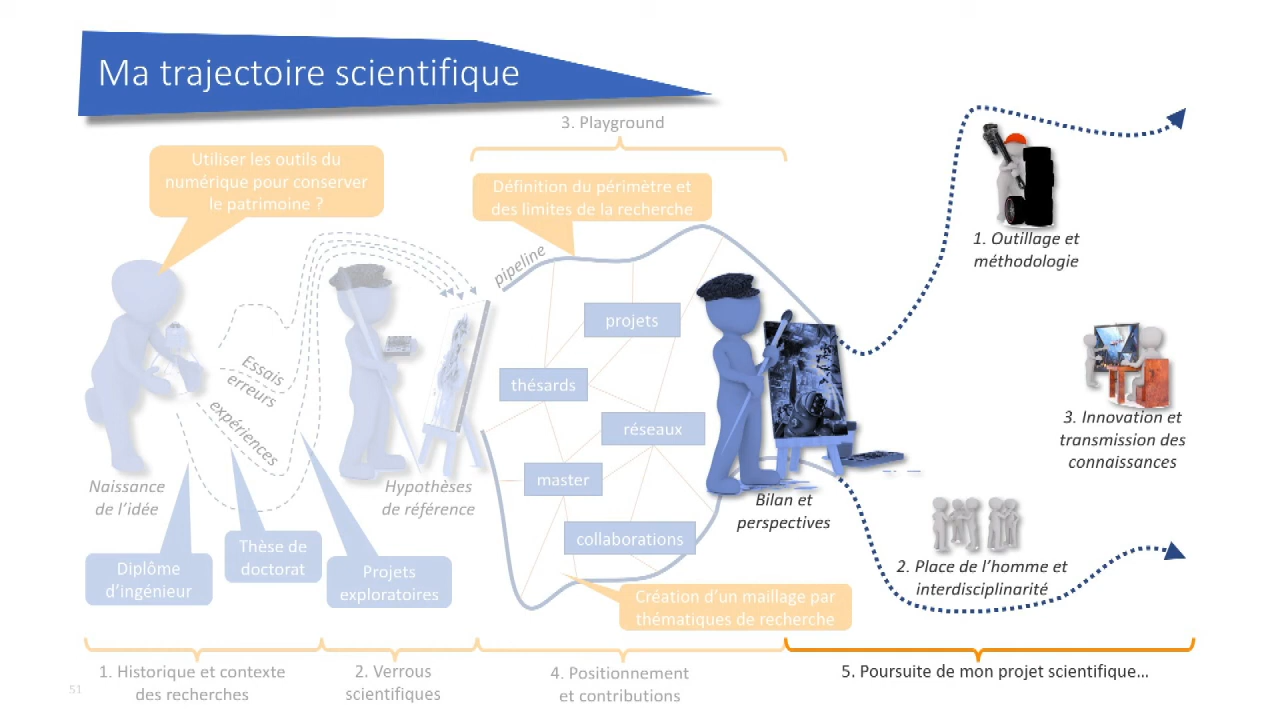 Ma trajectoire scientifique
3. Playground
Utiliser les outils du
numérique pour conserver
le patrimoine ?
Définition du périmètre et
des limites de la recherche
pipeline
1. Outillage et
méthodologie
projets
Essais
erreurs
expériences
thésards
réseaux
master
collaborations
3. Innovation et
transmission des
connaissances
Naissance
de l’idée
Hypothèses
de référence
Bilan et
perspectives
Diplôme
d’ingénieur
Thèse de
doctorat
Projets
exploratoires
2. Place de l’homme et
interdisciplinarité
Création d’un maillage par
thématiques de recherche
1. Historique et contexte
des recherches
2. Verrous
scientifiques
4. Positionnement
et contributions
5. Poursuite de mon projet scientifique…
51